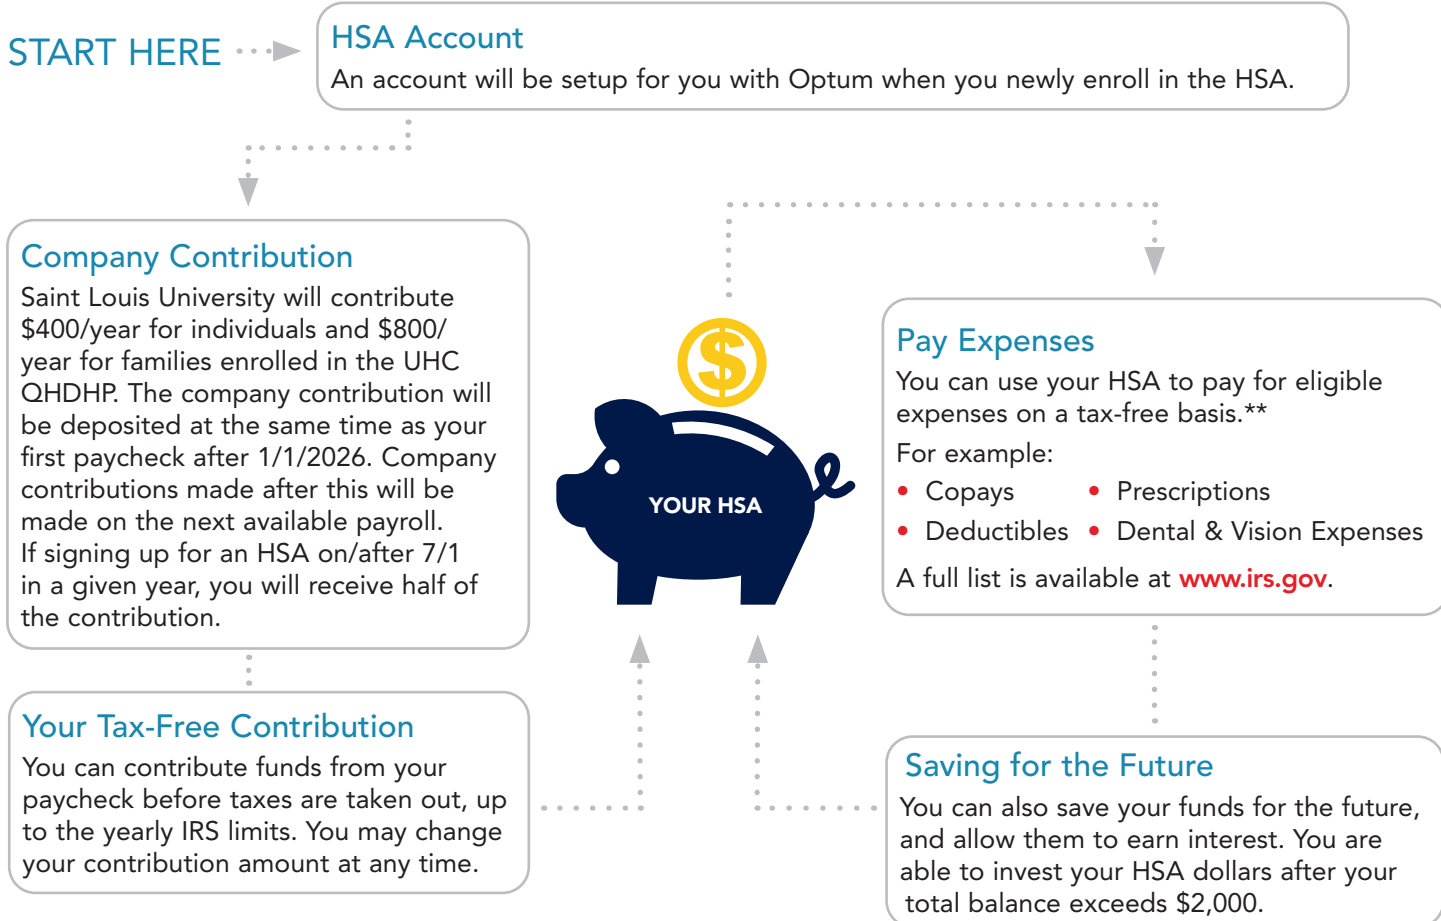 START HERE
HSA Account
An account will be setup for you with Optum when you newly enroll in the HSA.
Company Contribution
Saint Louis University will contribute
$400/year for individuals and $800/
year for families enrolled in the UHC
QHDHP. The company contribution will
be deposited at the same time as your
first paycheck after 1/1/2026. Company
contributions made after this will be
made on the next available payroll.
If signing up for an HSA on/after 7/1
in a given year, you will receive half of
the contribution.
Your Tax-Free Contribution
You can contribute funds from your
paycheck before taxes are taken out, up
to the yearly IRS limits. You may change
your contribution amount at any time.
$
YOUR HSA
Pay Expenses
You can use your HSA to pay for eligible
expenses on a tax-free basis.**
For example:
• Copays • Prescriptions
• Deductibles • Dental & Vision Expenses
A full list is available at www.irs.gov.
Saving for the Future
You can also save your funds for the future,
and allow them to earn interest. You are
able to invest your HSA dollars after your
total balance exceeds $2,000.